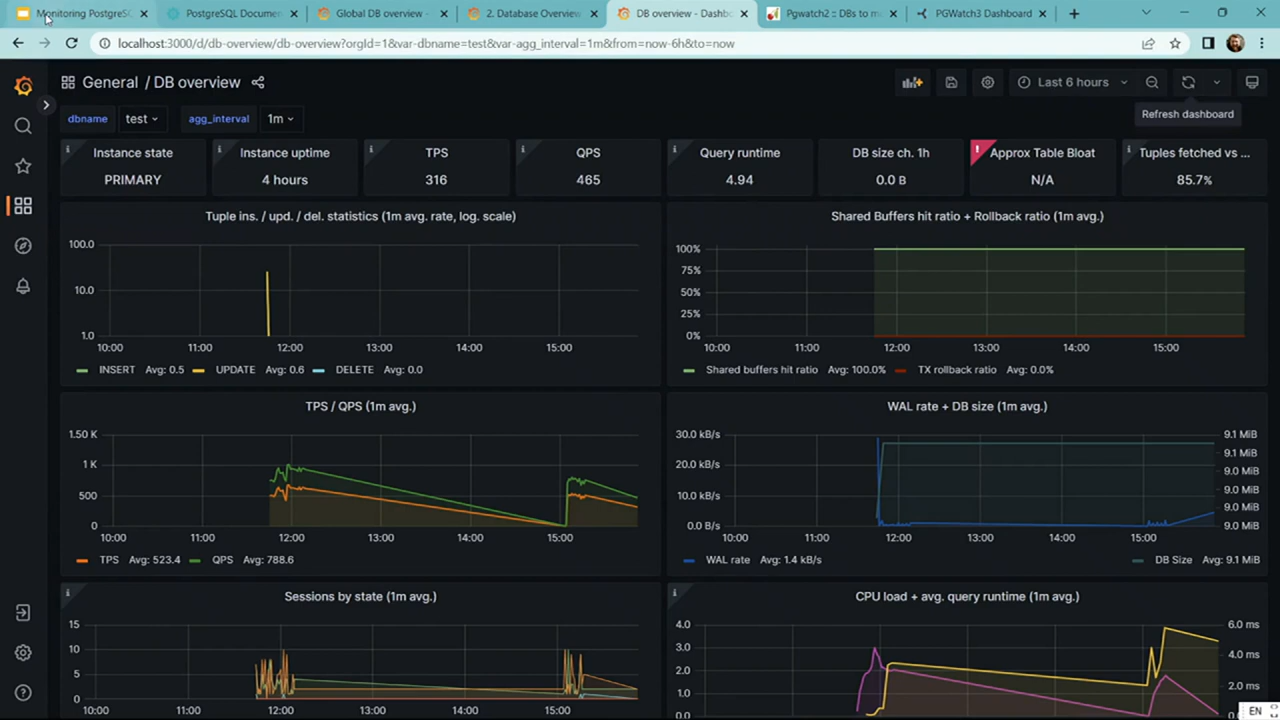 Monitoring PostgreSQ
PostgreSQL Documen
Global DB overview -
2. Database Overview
DB overview - Dashbo
Pgwatch2 :: DBs to m
PGWatch3 Dashboard
localhost:3000/d/db-overview/db-overview?orgId=1&var-dbname=test&var-agg_interval=1m&from=now-6h&to=now
General / DB overview
Last 6 hours
Refresh dashboard
dbname test agg_interval 1m
Instance state
PRIMARY
Instance uptime
4 hours
TPS
316
QPS
465
Query runtime
4.94
DB size ch. 1h
0.0 B
Approx Table Bloat
N/A
Tuples fetched vs ...
85.7%
Tuple ins. / upd. / del. statistics (1m avg. rate, log. scale)
100.0
10.0
1.0
10:00 11:00 12:00 13:00 14:00 15:00
INSERT Avg: 0.5 UPDATE Avg: 0.6 DELETE Avg: 0.0
Shared Buffers hit ratio + Rollback ratio (1m avg.)
100%
75%
50%
25%
0%
10:00 11:00 12:00 13:00 14:00 15:00
Shared buffers hit ratio Avg: 100.0% TX rollback ratio Avg: 0.0%
TPS / QPS (1m avg.)
1.50 K
1 K
500
0
10:00 11:00 12:00 13:00 14:00 15:00
TPS Avg: 523.4 QPS Avg: 788.6
WAL rate + DB size (1m avg.)
30.0 kB/s 9.1 MiB
9.1 MiB
20.0 kB/s 9.0 MiB
10.0 kB/s 9.0 MiB
9.0 MiB
0.0 B/s 9.0 MiB
10:00 11:00 12:00 13:00 14:00 15:00
WAL rate Avg: 1.4 kB/s DB Size Avg: 9.1 MiB
Sessions by state (1m avg.)
15
10
5
0
10:00 11:00 12:00 13:00 14:00 15:00
CPU load + avg. query runtime (1m avg.)
4.0 6.0 ms
3.0 4.0 ms
2.0
1.0 2.0 ms
0.0
EN